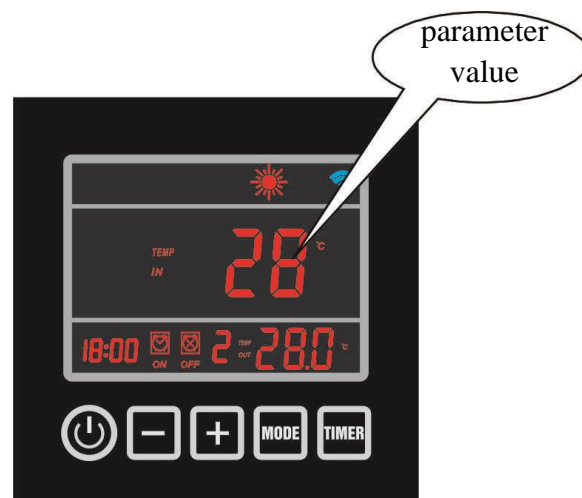 parameter
value
TEMP
IN
28 °C
18:00 ON OFF 2 TEMP OUT 28.0 °C
MODE TIMER